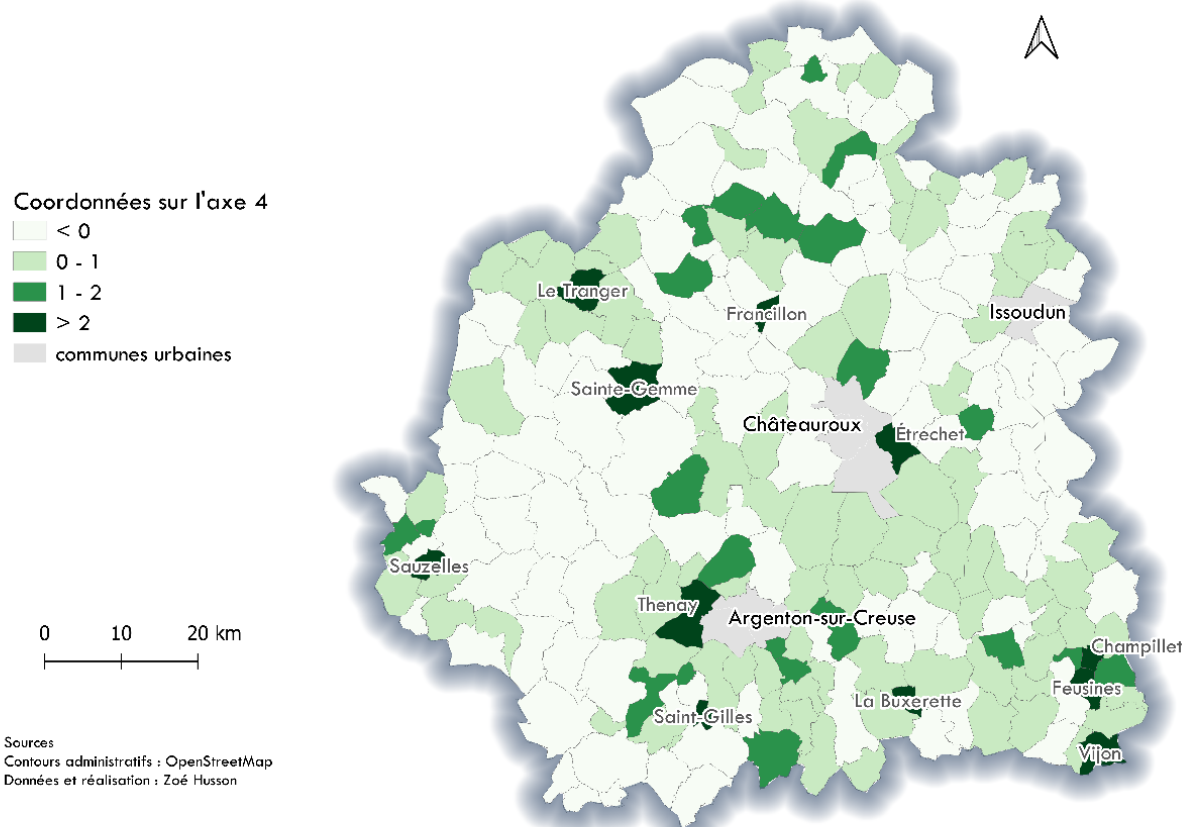 Coordonnées sur l'axe 4
< 0
0 - 1
1 - 2
> 2
communes urbaines
Le Tranger
Francillon
Issoudun
Sainte-Gemme
Châteauroux
Étrechet
Sauzelles
Thenay
Argenton-sur-Creuse
Champillet
Feusines
La Buxerette
Saint-Gilles
Vijon
0 10 20 km
Sources
Contours administratifs : OpenStreetMap
Données et réalisation : Zoé Husson